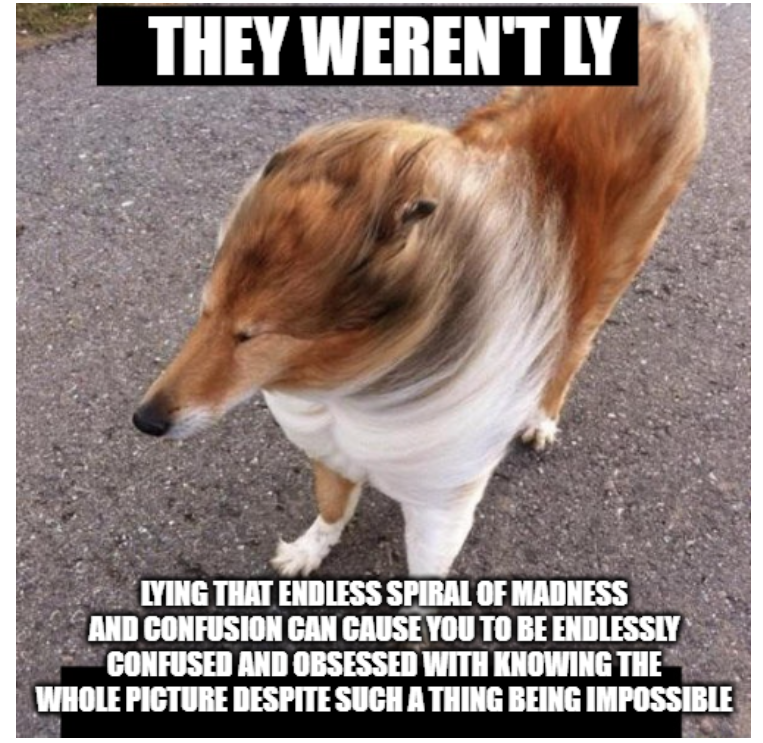 THEY WEREN'T LY
LYING THAT ENDLESS SPIRAL OF MADNESS
AND CONFUSION CAN CAUSE YOU TO BE ENDLESSLY
CONFUSED AND OBSESSED WITH KNOWING THE
WHOLE PICTURE DESPITE SUCH A THING BEING IMPOSSIBLE